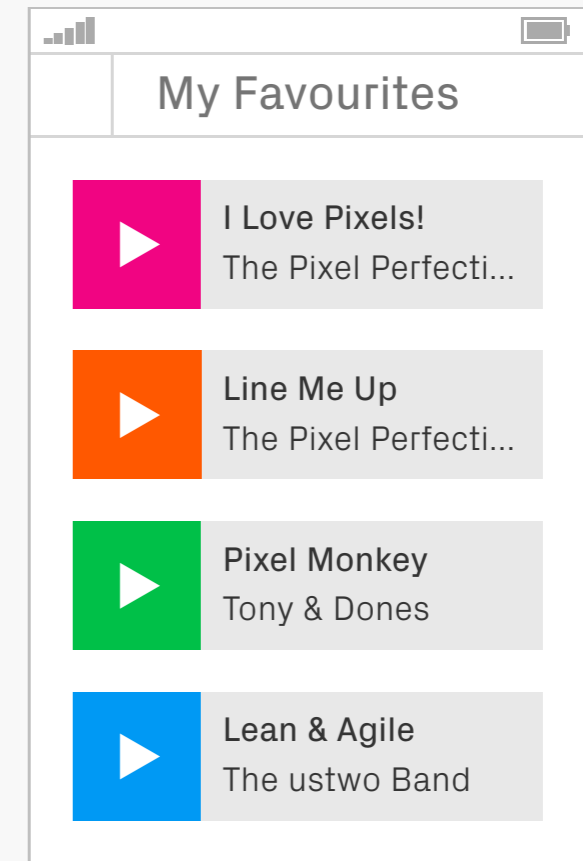 My Favourites
I Love Pixels!
The Pixel Perfecti...
Line Me Up
The Pixel Perfecti...
Pixel Monkey
Tony & Dones
Lean & Agile
The ustwo Band